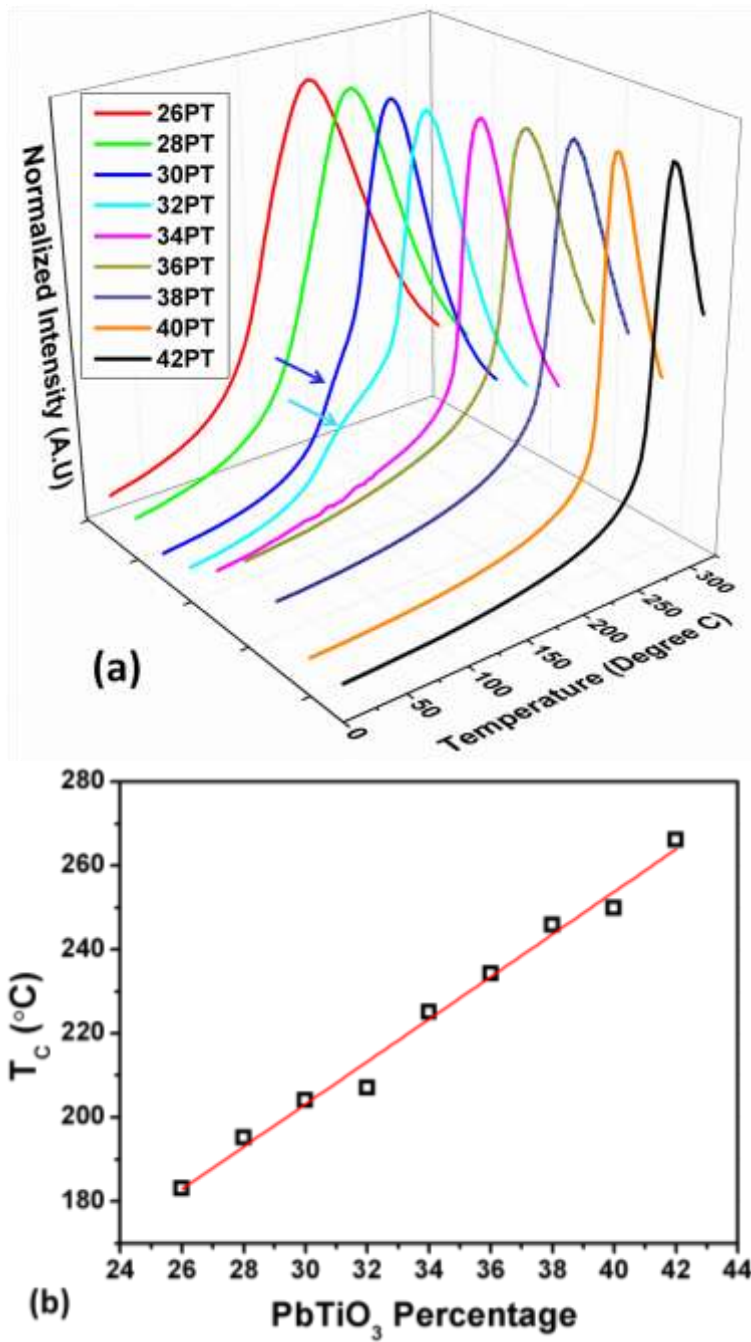 26PT
28PT
30PT
32PT
34PT
36PT
38PT
40PT
42PT
Normalized Intensity (A.U)
(a)
0
50
100
150
200
250
300
Temperature (Degree C)
280
260
240
220
200
180
T_C (°C)
24 26 28 30 32 34 36 38 40 42 44
(b)
PbTiO₃ Percentage